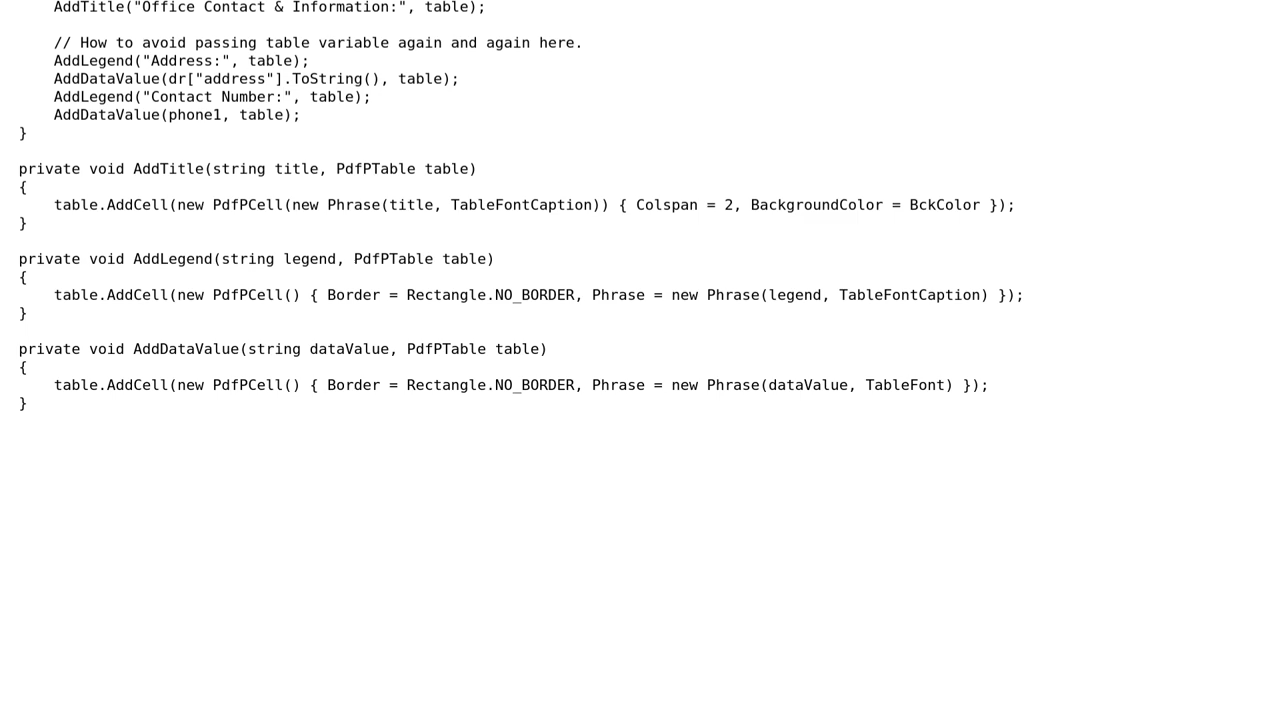 AddTitle("Office Contact & Information:", table);
// How to avoid passing table variable again and again here.
AddLegend("Address:", table);
AddDataValue(dr["address"].ToString(), table);
AddLegend("Contact Number:", table);
AddDataValue(phone1, table);
}
private void AddTitle(string title, PdfPTable table)
{
table.AddCell(new PdfPCell(new Phrase(title, TableFontCaption)) { Colspan = 2, BackgroundColor = BckColor });
}
private void AddLegend(string legend, PdfPTable table)
{
table.AddCell(new PdfPCell() { Border = Rectangle.NO_BORDER, Phrase = new Phrase(legend, TableFontCaption) });
}
private void AddDataValue(string dataValue, PdfPTable table)
{
table.AddCell(new PdfPCell() { Border = Rectangle.NO_BORDER, Phrase = new Phrase(dataValue, TableFont) });
}